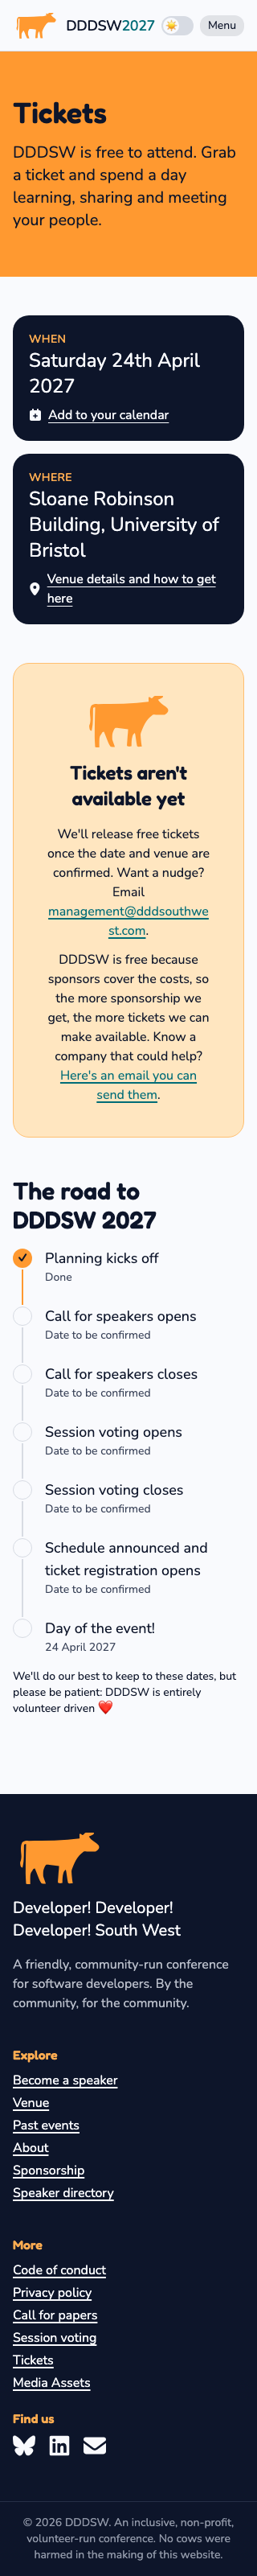 DDDSW2027
Menu
Tickets
DDDSW is free to attend. Grab
a ticket and spend a day
learning, sharing and meeting
your people.
WHEN
Saturday 24th April
2027
Add to your calendar
WHERE
Sloane Robinson
Building, University of
Bristol
Venue details and how to get
here
Tickets aren't
available yet
We'll release free tickets
once the date and venue are
confirmed. Want a nudge?
Email
management@dddsouthwe
st.com.
DDDSW is free because
sponsors cover the costs, so
the more sponsorship we
get, the more tickets we can
make available. Know a
company that could help?
Here's an email you can
send them.
The road to
DDDSW 2027
Planning kicks off
Done
Call for speakers opens
Date to be confirmed
Call for speakers closes
Date to be confirmed
Session voting opens
Date to be confirmed
Session voting closes
Date to be confirmed
Schedule announced and
ticket registration opens
Date to be confirmed
Day of the event!
24 April 2027
We'll do our best to keep to these dates, but
please be patient: DDDSW is entirely
volunteer driven ❤️
Developer! Developer!
Developer! South West
A friendly, community-run conference
for software developers. By the
community, for the community.
Explore
Become a speaker
Venue
Past events
About
Sponsorship
Speaker directory
More
Code of conduct
Privacy policy
Call for papers
Session voting
Tickets
Media Assets
Find us
© 2026 DDDSW. An inclusive, non-profit,
volunteer-run conference. No cows were
harmed in the making of this website.